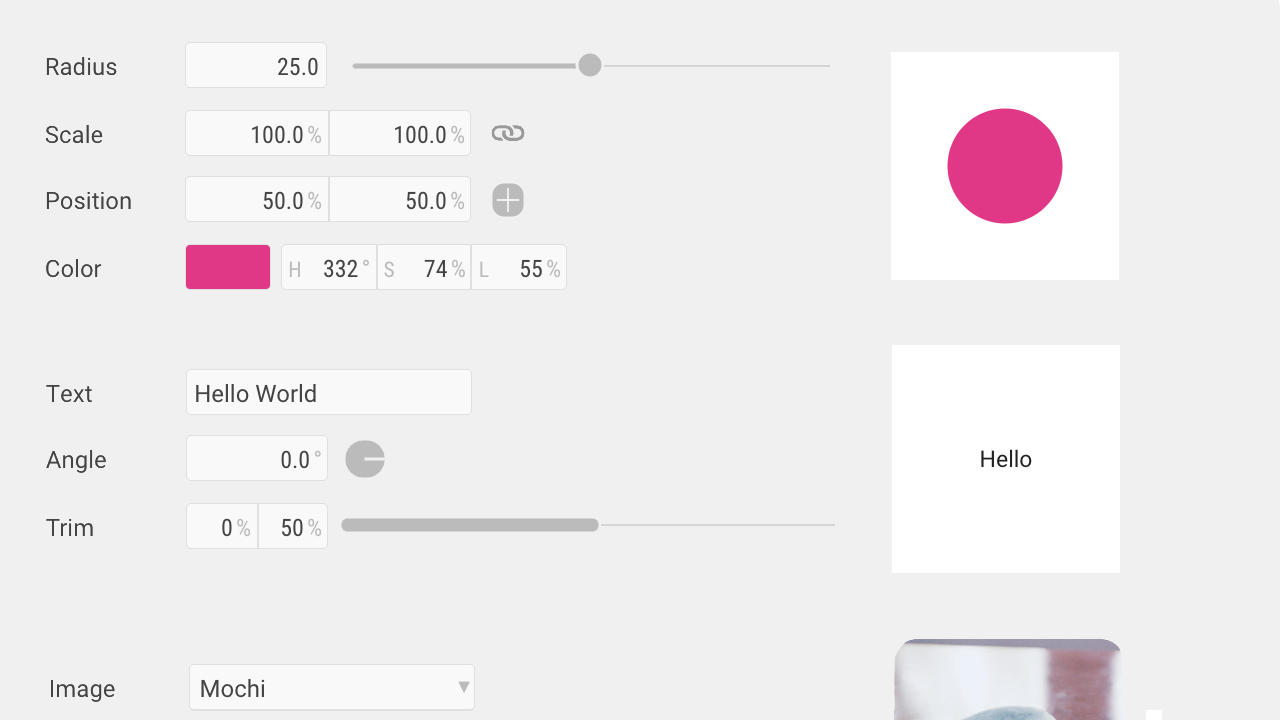 Radius 25.0
Scale 100.0 % 100.0 %
Position 50.0 % 50.0 %
Color H 332 ° S 74 % L 55 %
Text Hello World
Hello
Angle 0.0 °
Trim 0 % 50 %
Image Mochi